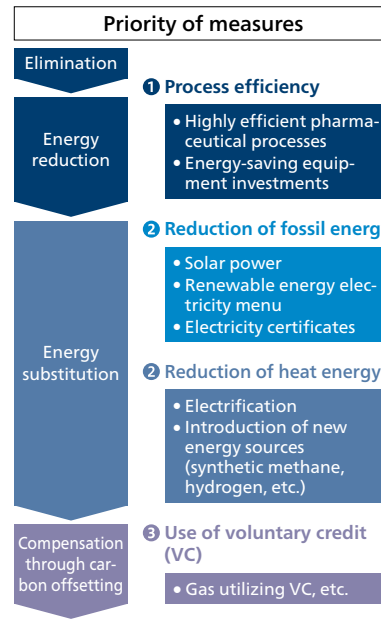 Priority of measures
Elimination
❶ Process efficiency
Energy
reduction
• Highly efficient pharma-
ceutical processes
• Energy-saving equip-
ment investments
❷ Reduction of fossil energ
• Solar power
• Renewable energy elec-
tricity menu
• Electricity certificates
Energy
substitution
❷ Reduction of heat energy
• Electrification
• Introduction of new
energy sources
(synthetic methane,
hydrogen, etc.)
Compensation
through car-
bon offsetting
❸ Use of voluntary credit
(VC)
• Gas utilizing VC, etc.